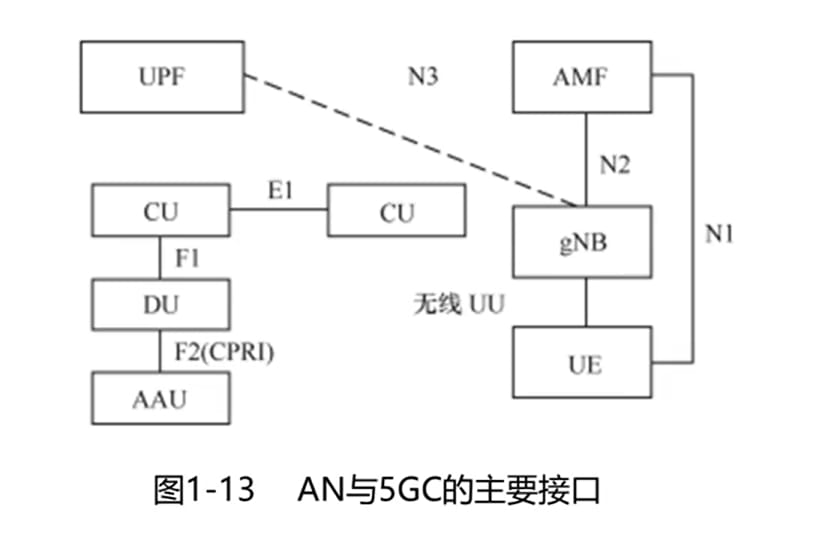 UPF
N3
AMF
N2
E1
CU
CU
gNB
N1
F1
DU
无线 UU
F2(CPRI)
UE
AAU
图1-13 AN与5GC的主要接口